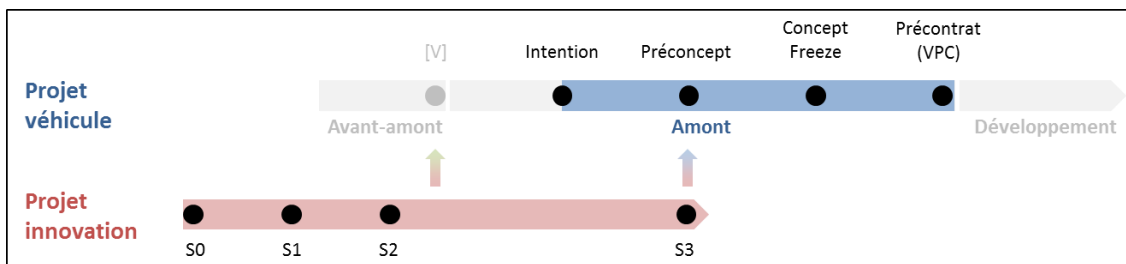 Concept
Précontrat
[V]
Intention
Préconcept
Freeze
(VPC)
Projet
véhicule
Avant-amont
Amont
Développement
Projet
innovation
S0
S1
S2
S3